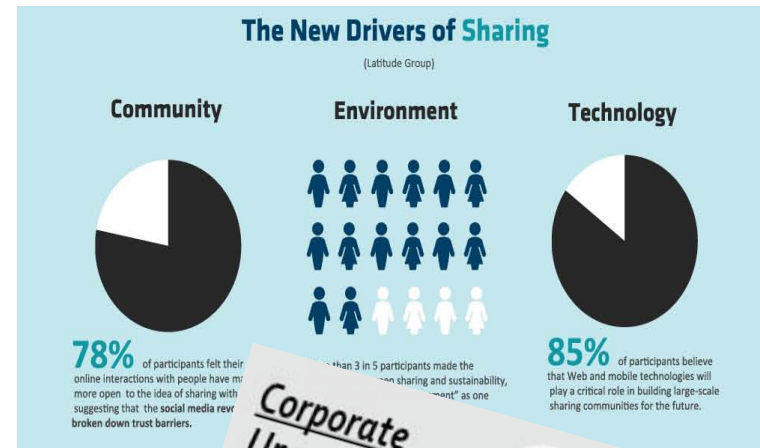 The New Drivers of Sharing
(Latitude Group)
Community
Environment
Technology
78% of participants felt their
online interactions with people have
more open to the idea of sharing with
suggesting that the social media
broken down trust barriers.
than 3 in 5 participants made the
sharing and sustainability,
as one
85% of participants believe
that Web and mobile technologies will
play a critical role in building large-scale
sharing communities for the future.
Corporate